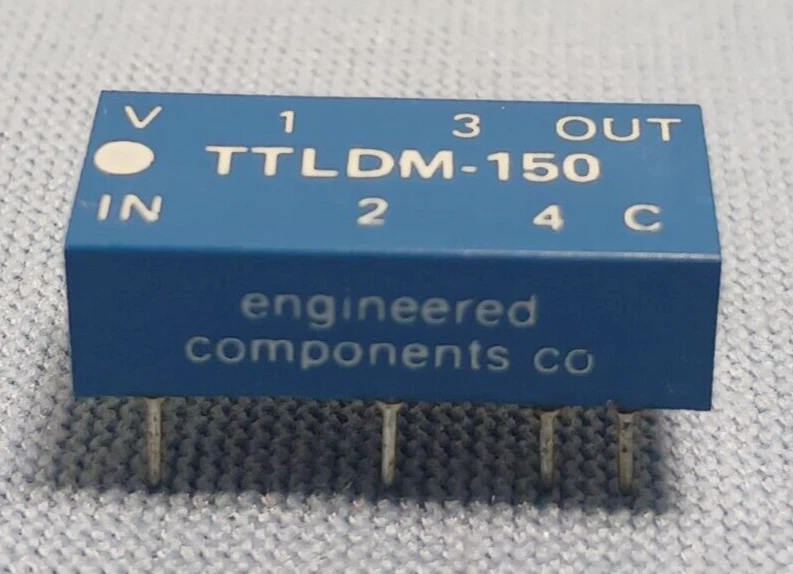 V 1 3 OUT
TTLDM-150
IN 2 4 C
engineered
components co